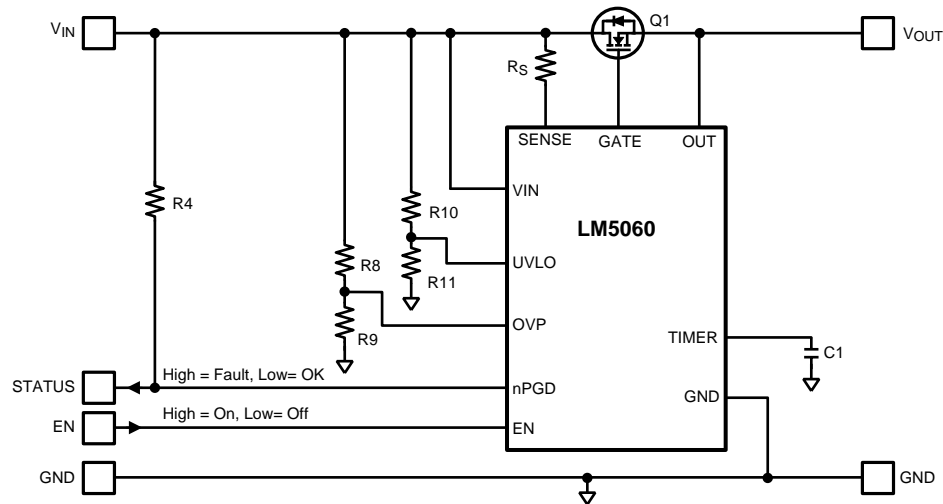 VIN
Q1
VOUT
RS
SENSE
GATE
OUT
VIN
R4
R10
LM5060
R8
UVLO
R11
OVP
R9
TIMER
C1
STATUS
High = Fault, Low= OK
nPGD
GND
EN
High = On, Low= Off
EN
GND
GND